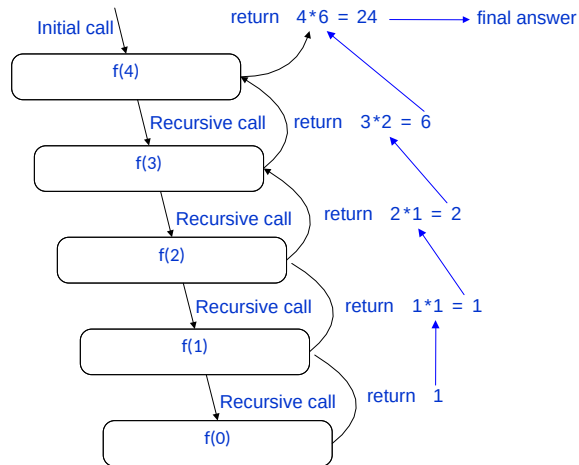 return 4*6 = 24 final answer
Initial call
f(4)
Recursive call return 3*2 = 6
f(3)
Recursive call return 2*1 = 2
f(2)
Recursive call return 1*1 = 1
f(1)
Recursive call return 1
f(0)